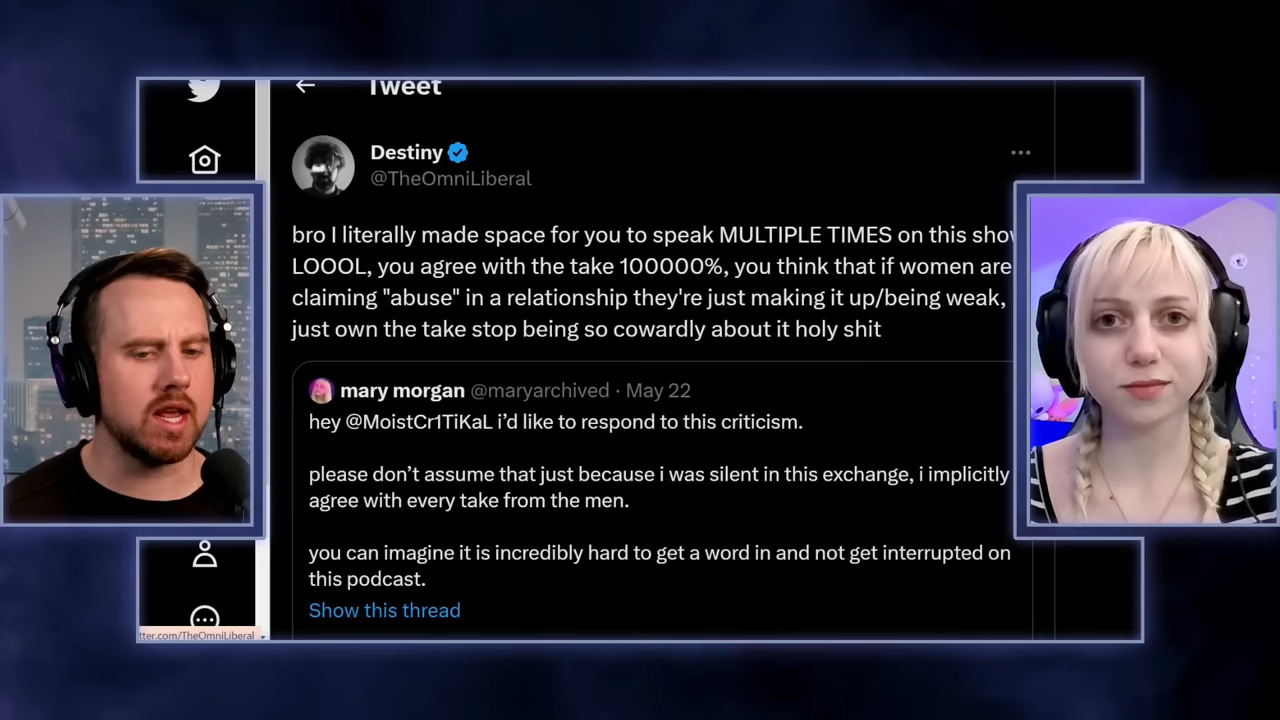 Tweet
Destiny
@TheOmniLiberal
bro I literally made space for you to speak MULTIPLE TIMES on this show
LOOOL, you agree with the take 100000%, you think that if women are
claiming "abuse" in a relationship they're just making it up/being weak,
just own the take stop being so cowardly about it holy shit
mary morgan @maryarchived · May 22
hey @MoistCr1TiKaL i'd like to respond to this criticism.
please don't assume that just because i was silent in this exchange, i implicitly
agree with every take from the men.
you can imagine it is incredibly hard to get a word in and not get interrupted on
this podcast.
Show this thread
tter.com/TheOmniLiberal